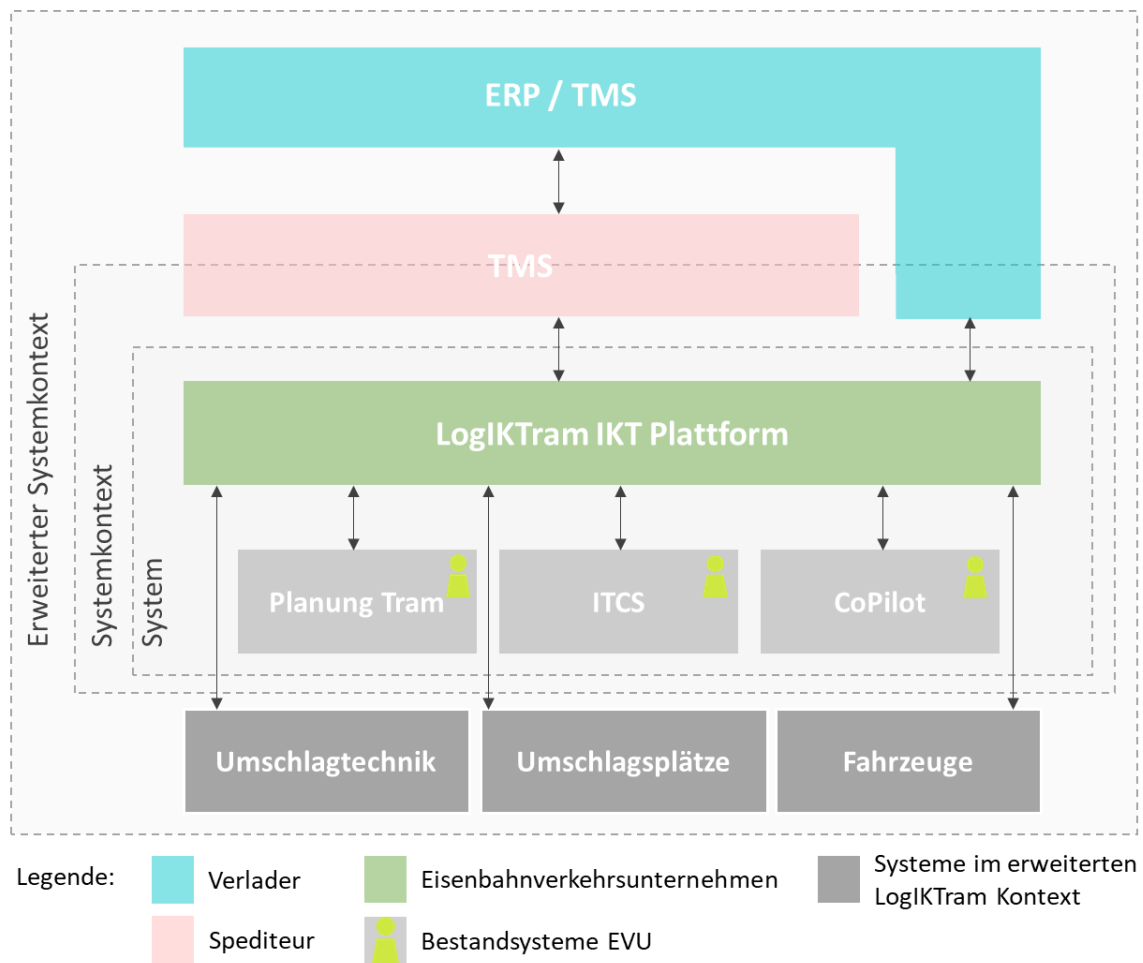 ERP / TMS
TMS
LogIKTram IKT Plattform
Erweiterter Systemkontext
Systemkontext
System
Planung Tram
ITCS
CoPilot
Umschlagtechnik
Umschlagsplätze
Fahrzeuge
Legende:
Verlader
Eisenbahnverkehrsunternehmen
Systeme im erweiterten
LogIKTram Kontext
Spediteur
Bestandsysteme EVU